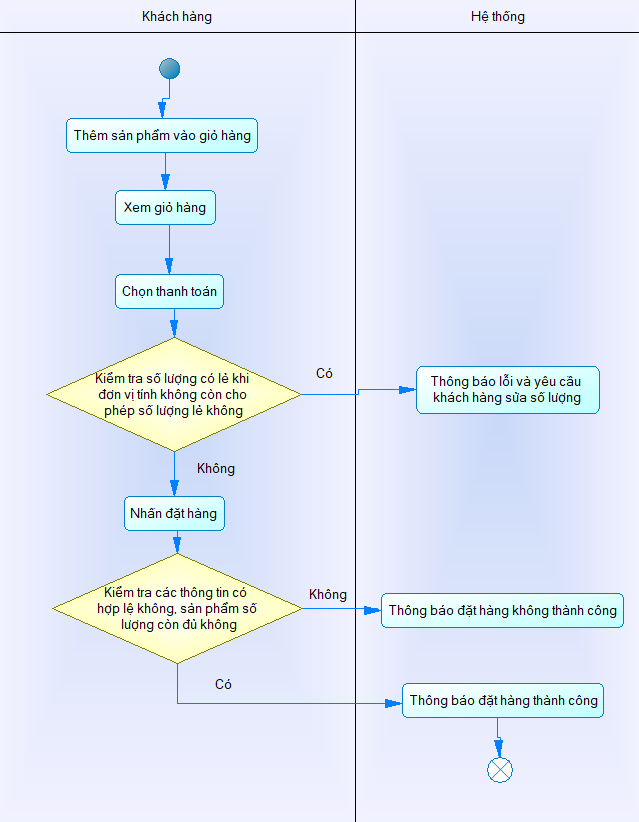 Khách hàng
Hệ thống
Thêm sản phẩm vào giỏ hàng
Xem giỏ hàng
Chọn thanh toán
Kiểm tra số lượng có lẻ khi
đơn vị tính không còn cho
phép số lượng lẻ không
Có
Thông báo lỗi và yêu cầu
khách hàng sửa số lượng
Không
Nhấn đặt hàng
Kiểm tra các thông tin có
hợp lệ không, sản phẩm số
lượng còn đủ không
Không
Thông báo đặt hàng không thành công
Có
Thông báo đặt hàng thành công